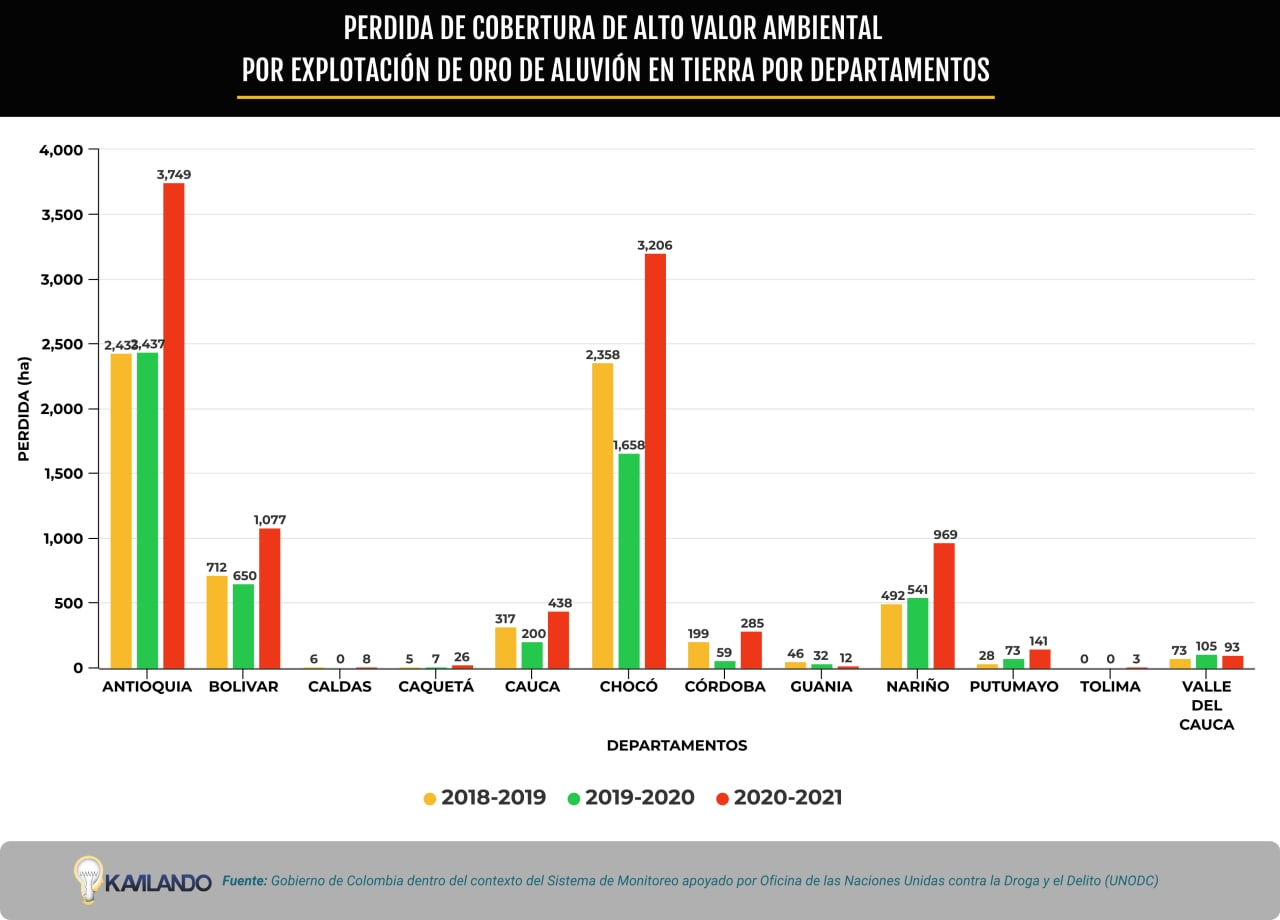 PERDIDA DE COBERTURA DE ALTO VALOR AMBIENTAL
POR EXPLOTACIÓN DE ORO DE ALUVIÓN EN TIERRA POR DEPARTAMENTOS
PERDIDA (ha)
4,000
3,500
3,000
2,500
2,000
1,500
1,000
500
0
2,437 3,749
712 650 1,077
6 0 8
5 7 26
317 200 438
2,358 1,658 3,206
199 59 285
46 32 12
492 541 969
28 73 141
0 0 3
73 105 93
ANTIOQUIA BOLIVAR CALDAS CAQUETÁ CAUCA CHOCÓ CÓRDOBA GUANIA NARIÑO PUTUMAYO TOLIMA VALLE
DEL
CAUCA
DEPARTAMENTOS
2018-2019 2019-2020 2020-2021
KAVILANDO Fuente: Gobierno de Colombia dentro del contexto del Sistema de Monitoreo apoyado por Oficina de las Naciones Unidas contra la Droga y el Delito (UNODC)